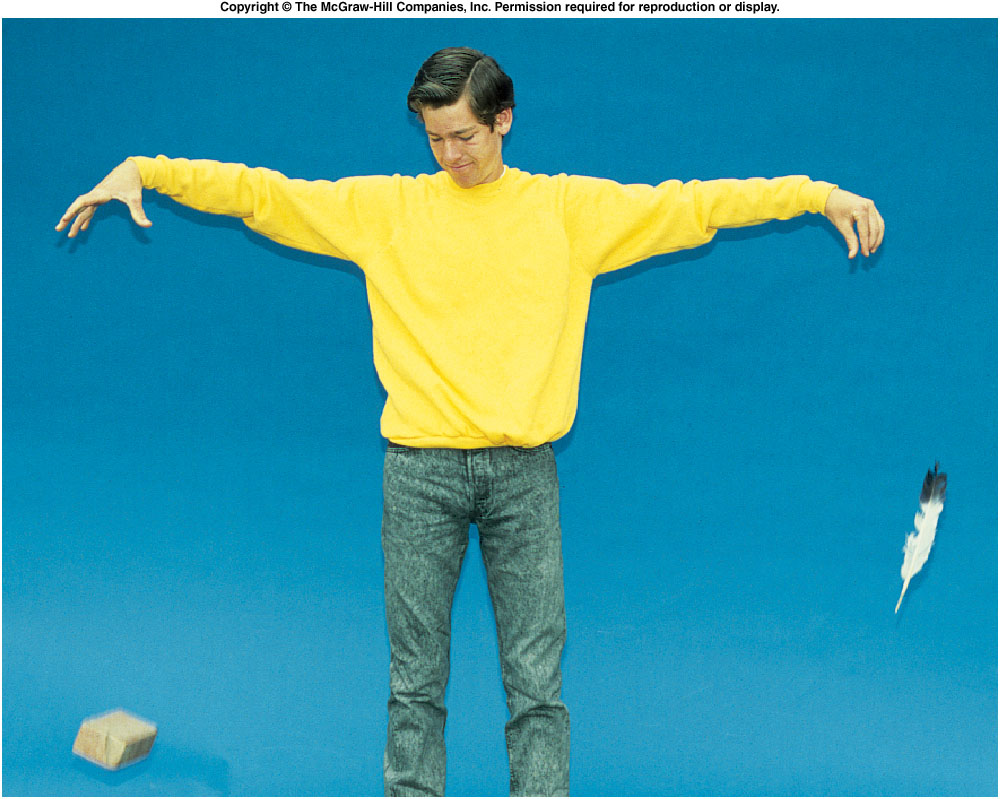 Copyright © The McGraw-Hill Companies, Inc. Permission required for reproduction or display.